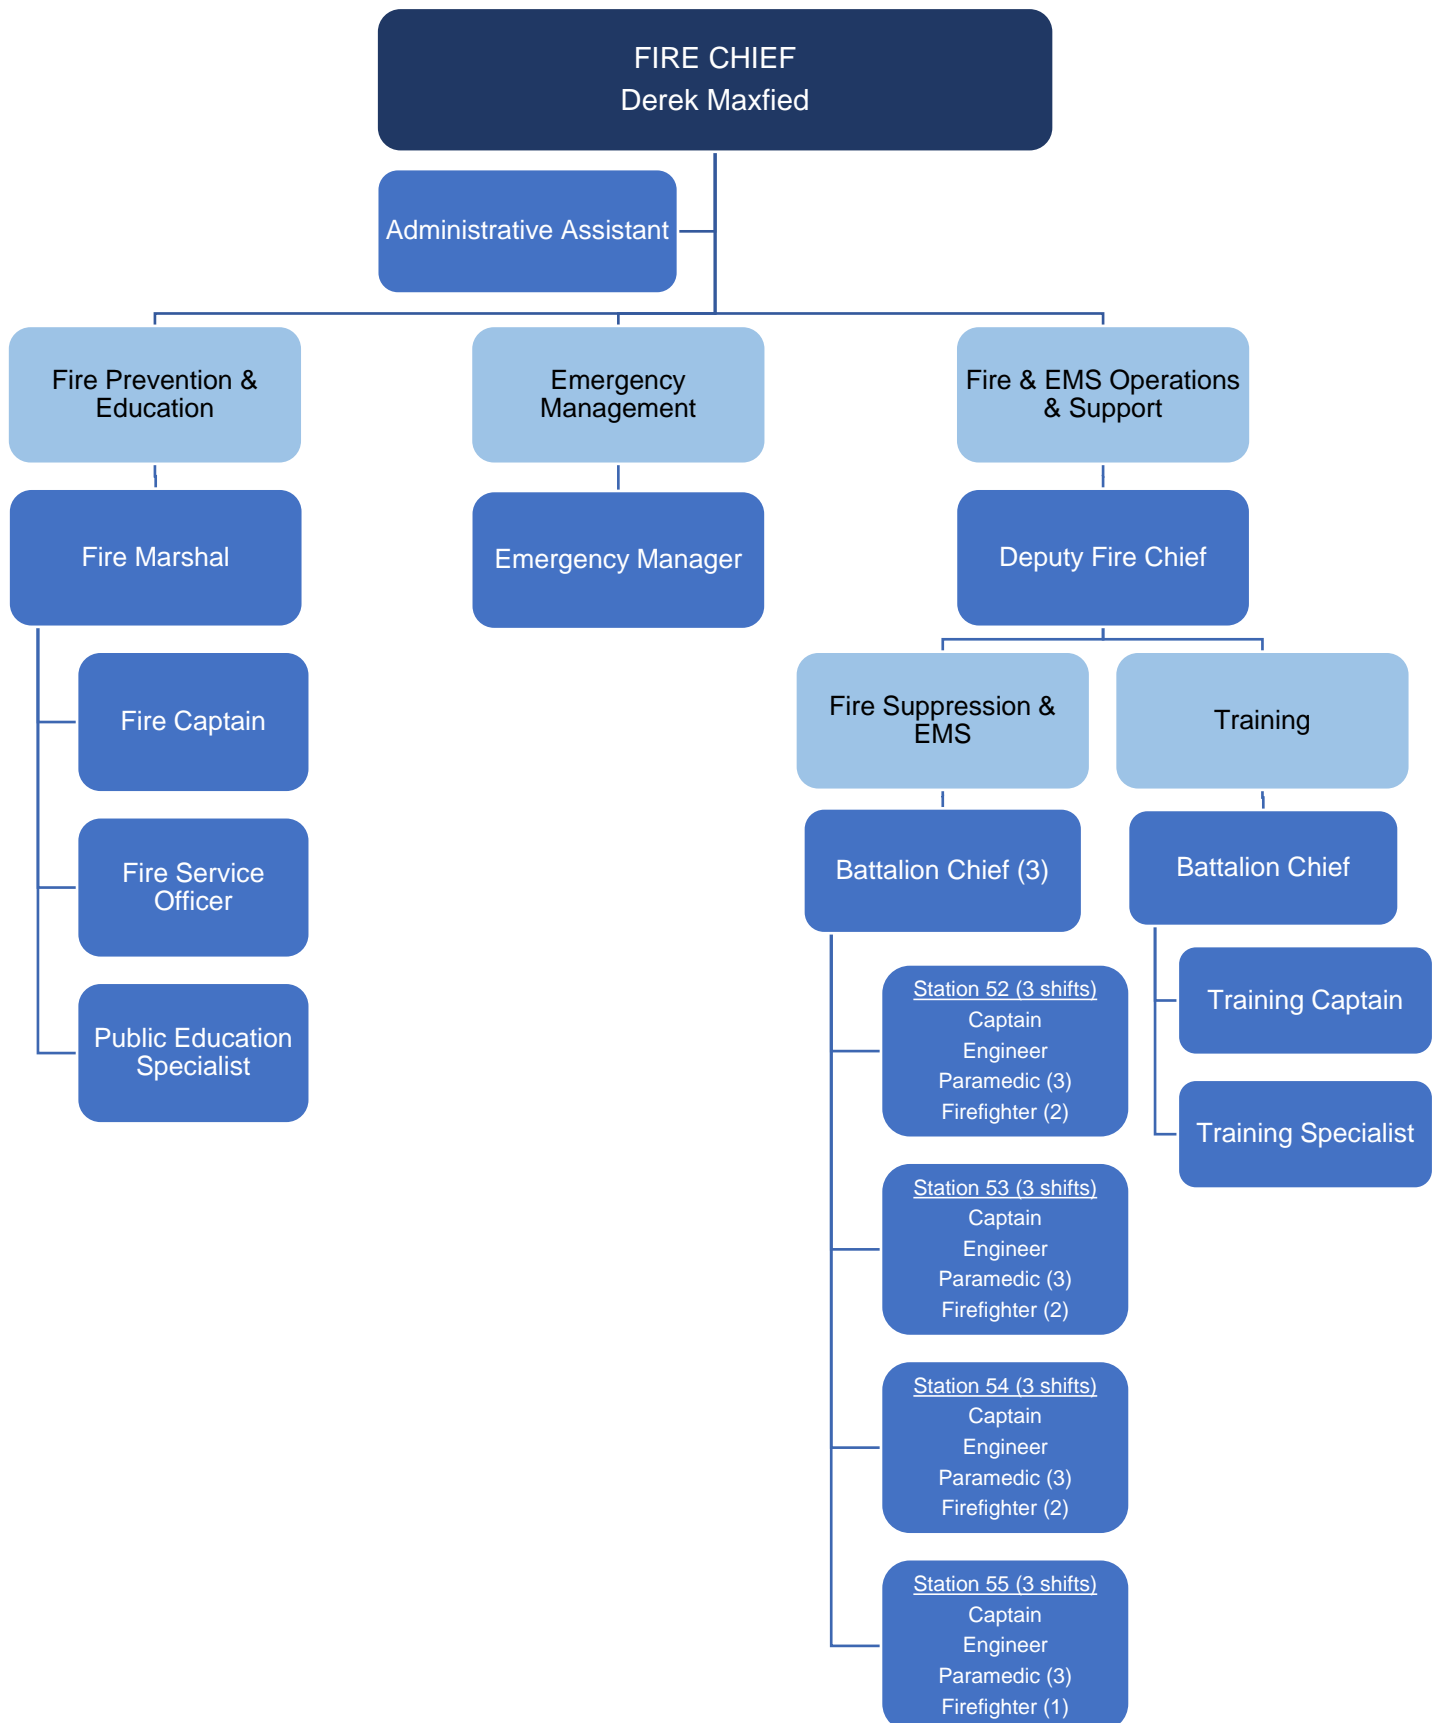 FIRE CHIEF
Derek Maxfied
Administrative Assistant
Fire Prevention &
Education
Emergency
Management
Fire & EMS Operations
& Support
Fire Marshal
Emergency Manager
Deputy Fire Chief
Fire Captain
Fire Service
Officer
Public Education
Specialist
Fire Suppression &
EMS
Training
Battalion Chief (3)
Battalion Chief
Station 52 (3 shifts)
Captain
Engineer
Paramedic (3)
Firefighter (2)
Station 53 (3 shifts)
Captain
Engineer
Paramedic (3)
Firefighter (2)
Station 54 (3 shifts)
Captain
Engineer
Paramedic (3)
Firefighter (2)
Station 55 (3 shifts)
Captain
Engineer
Paramedic (3)
Firefighter (1)
Training Captain
Training Specialist